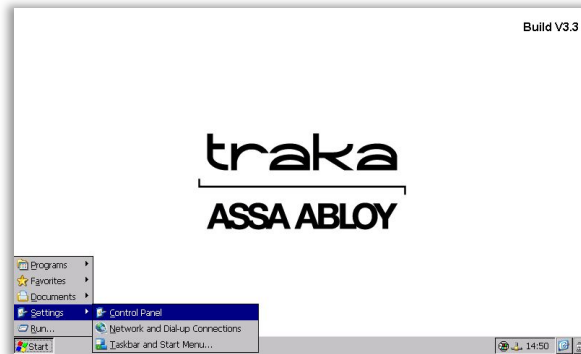 Build V3.3
traka
ASSA ABLOY
Programs
Favorites
Documents
Settings
Control Panel
Run...
Network and Dial-up Connections
Start
Taskbar and Start Menu...
14:50